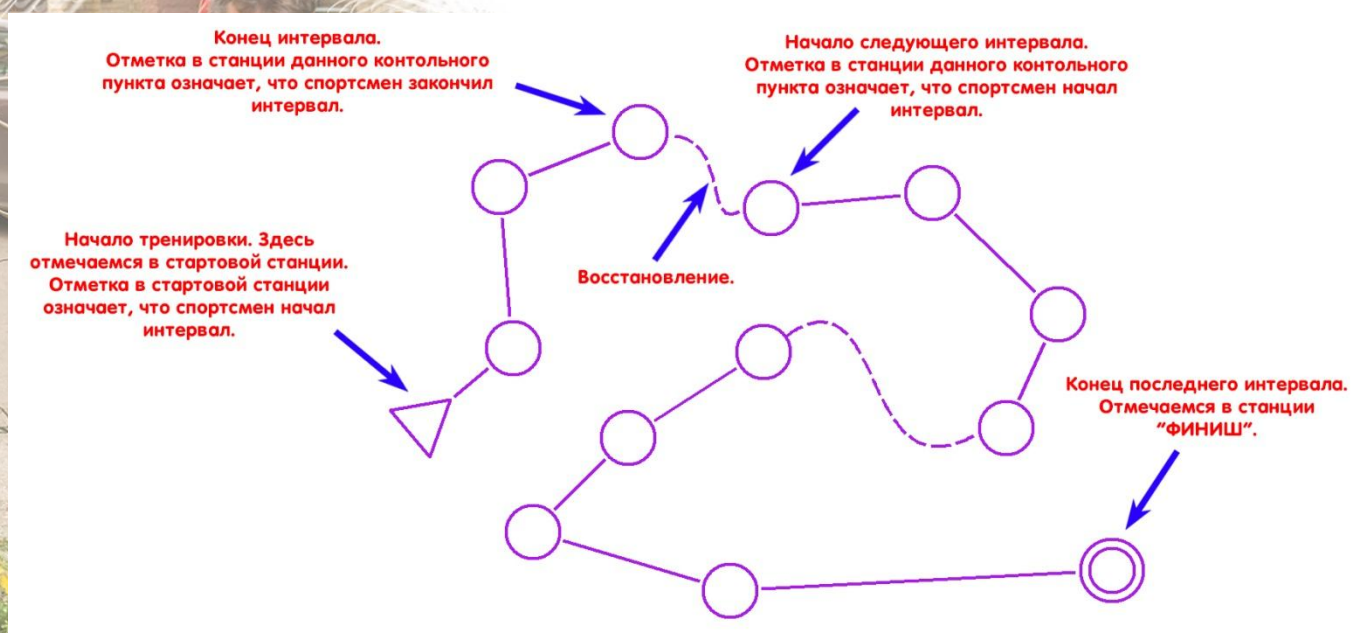 Конец интервала.
Отметка в станции данного контольного
пункта означает, что спортсмен закончил
интервал.
Начало следующего интервала.
Отметка в станции данного контольного
пункта означает, что спортсмен начал
интервал.
Начало тренировки. Здесь
отмечаемся в стартовой станции.
Отметка в стартовой станции
означает, что спортсмен начал
интервал.
Восстановление.
Конец последнего интервала.
Отмечаемся в станции
"ФИНИШ".